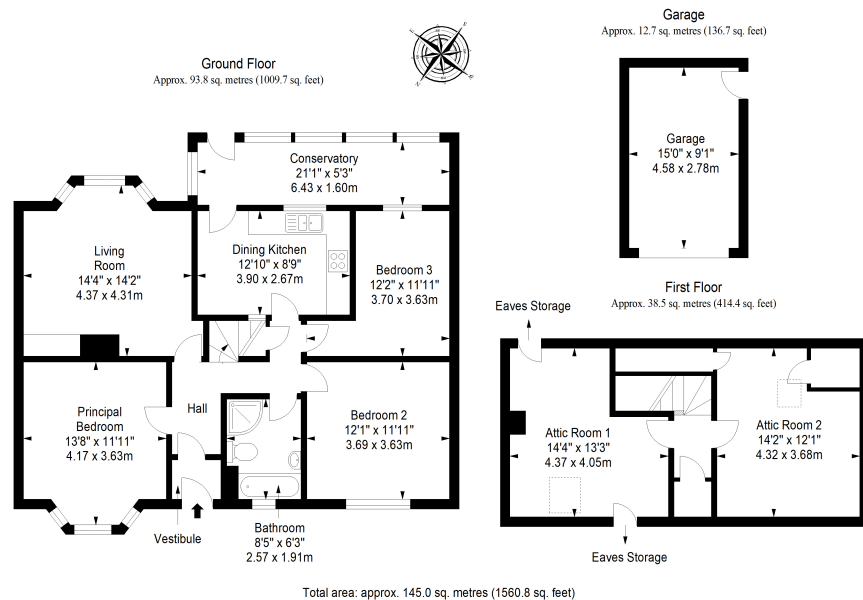 Garage
Approx. 12.7 sq. metres (136.7 sq. feet)
Ground Floor
Approx. 93.8 sq. metres (1009.7 sq. feet)
Conservatory
21'1" x 5'3"
6.43 x 1.60m
Garage
15'0" x 9'1"
4.58 x 2.78m
Living
Room
14'4" x 14'2"
4.37 x 4.31m
Dining Kitchen
12'10" x 8'9"
3.90 x 2.67m
Bedroom 3
12'2" x 11'11"
3.70 x 3.63m
First Floor
Approx. 38.5 sq. metres (414.4 sq. feet)
Eaves Storage
Principal
Bedroom
13'8" x 11'11"
4.17 x 3.63m
Hall
Bedroom 2
12'1" x 11'11"
3.69 x 3.63m
Attic Room 1
14'4" x 13'3"
4.37 x 4.05m
Attic Room 2
14'2" x 12'1"
4.32 x 3.68m
Vestibule
Bathroom
8'5" x 6'3"
2.57 x 1.91m
Eaves Storage
Total area: approx. 145.0 sq. metres (1560.8 sq. feet)